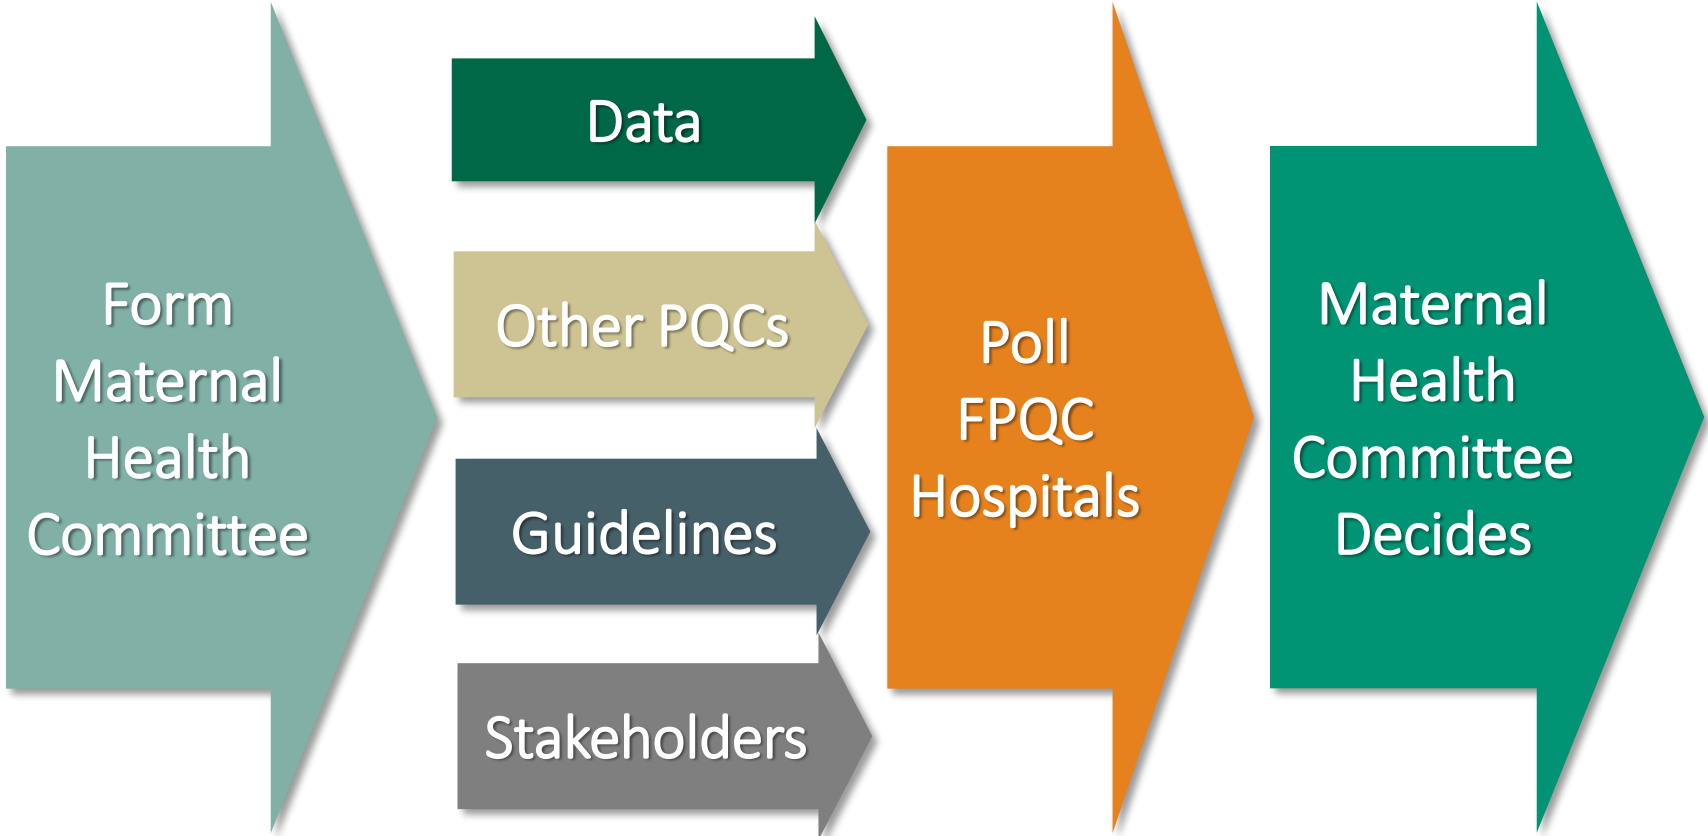 Form
Maternal
Health
Committee
Data
Other PQCs
Guidelines
Stakeholders
Poll
FPQC
Hospitals
Maternal
Health
Committee
Decides